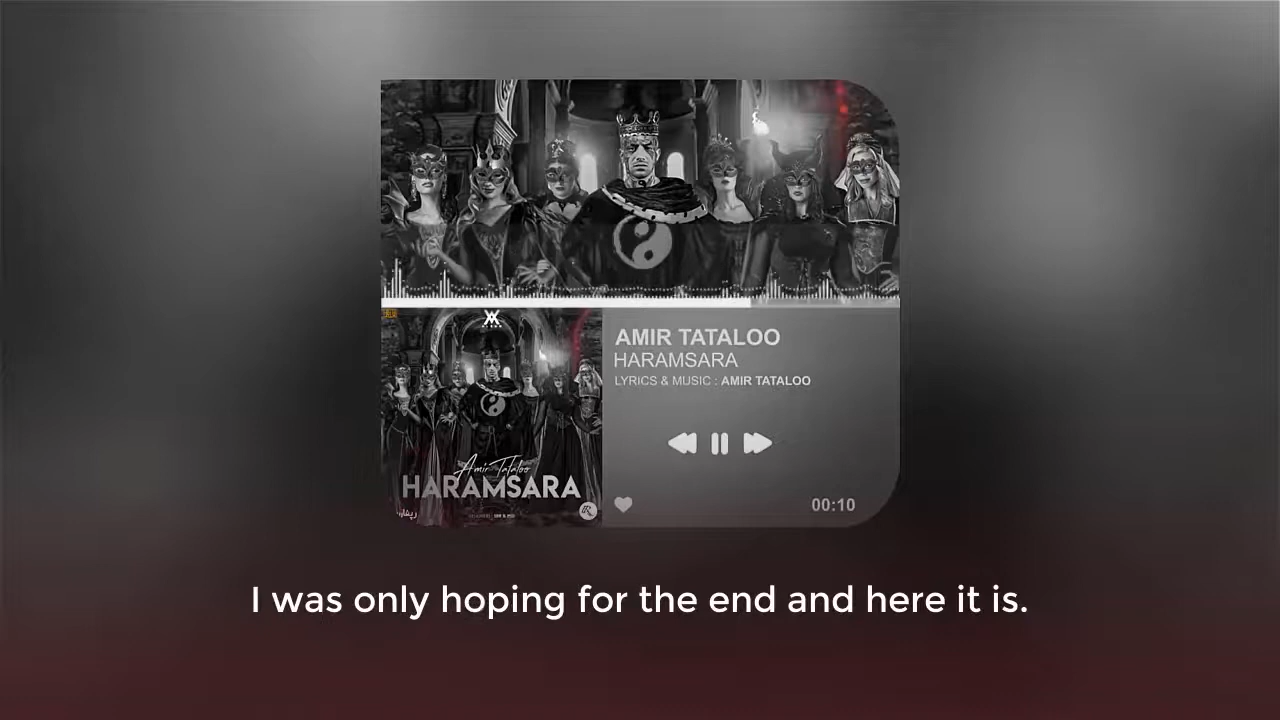 AMIR TATALOO
HARAMSARA
LYRICS & MUSIC : AMIR TATALOO
Amir Tataloo
HARAMSARA
00:10
I was only hoping for the end and here it is.